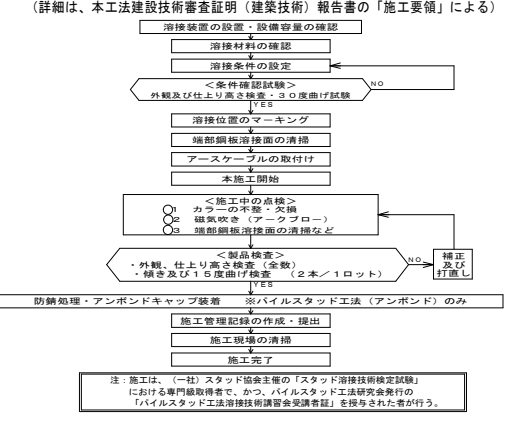 （詳細は、本工法建設技術審査証明（建築技術）報告書の「施工要領」による）
溶接装置の設置・設備容量の確認
溶接材料の確認
溶接条件の設定
＜条件確認試験＞
外観及び仕上り高さ検査・３０度曲げ試験
NO
YES
溶接位置のマーキング
端部鋼板溶接面の清掃
アースケーブルの取付け
本施工開始
＜施工中の点検＞
①　カラーの不整・欠損
②　磁気吹き（アークブロー）
③　端部鋼板溶接面の清掃など
＜製品検査＞
・外観、仕上り高さ検査（全数）
・傾き及び１５度曲げ検査（２本／１ロット）
NO
補正
及び
打直し
YES
防錆処理・アンボンドキャップ装着　※パイルスタッド工法（アンボンド）のみ
施工管理記録の作成・提出
施工現場の清掃
施工完了
注：施工は、（一社）スタッド協会主催の「スタッド溶接技術検定試験」
における専門級取得者で、かつ、パイルスタッド工法研究会発行の
「パイルスタッド工法溶接技術講習会受講者証」を授与された者が行う。